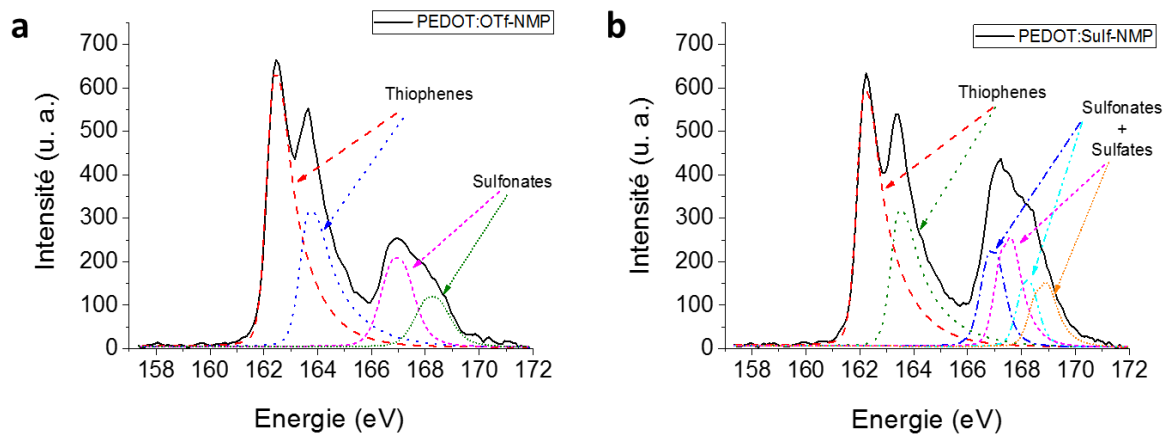 a
PEDOT:OTf-NMP
700
600
500
400
300
200
100
0
Intensité (u. a.)
Thiophenes
Sulfonates
158 160 162 164 166 168 170 172
Energie (eV)
b
PEDOT:Sulf-NMP
700
600
500
400
300
200
100
0
Intensité (u. a.)
Thiophenes
Sulfonates
+
Sulfates
158 160 162 164 166 168 170 172
Energie (eV)